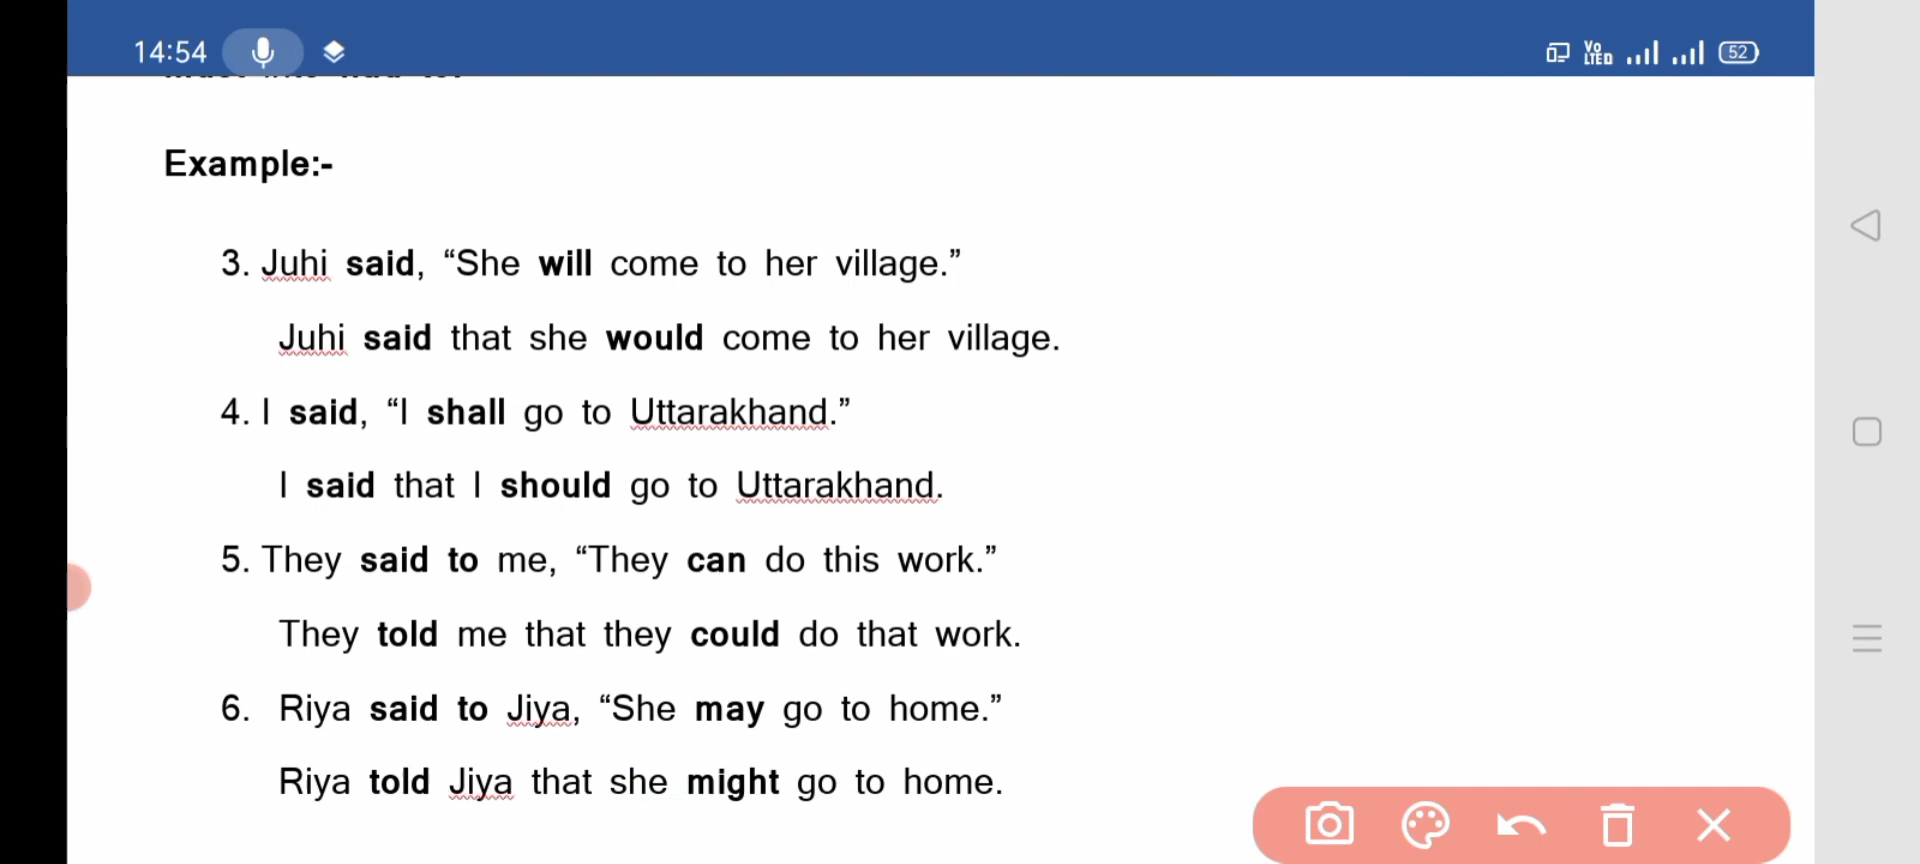 14:54 Vo LTED 52
Example:-
3. Juhi said, “She will come to her village.”
Juhi said that she would come to her village.
4. I said, “I shall go to Uttarakhand.”
I said that I should go to Uttarakhand.
5. They said to me, “They can do this work.”
They told me that they could do that work.
6. Riya said to Jiya, “She may go to home.”
Riya told Jiya that she might go to home.